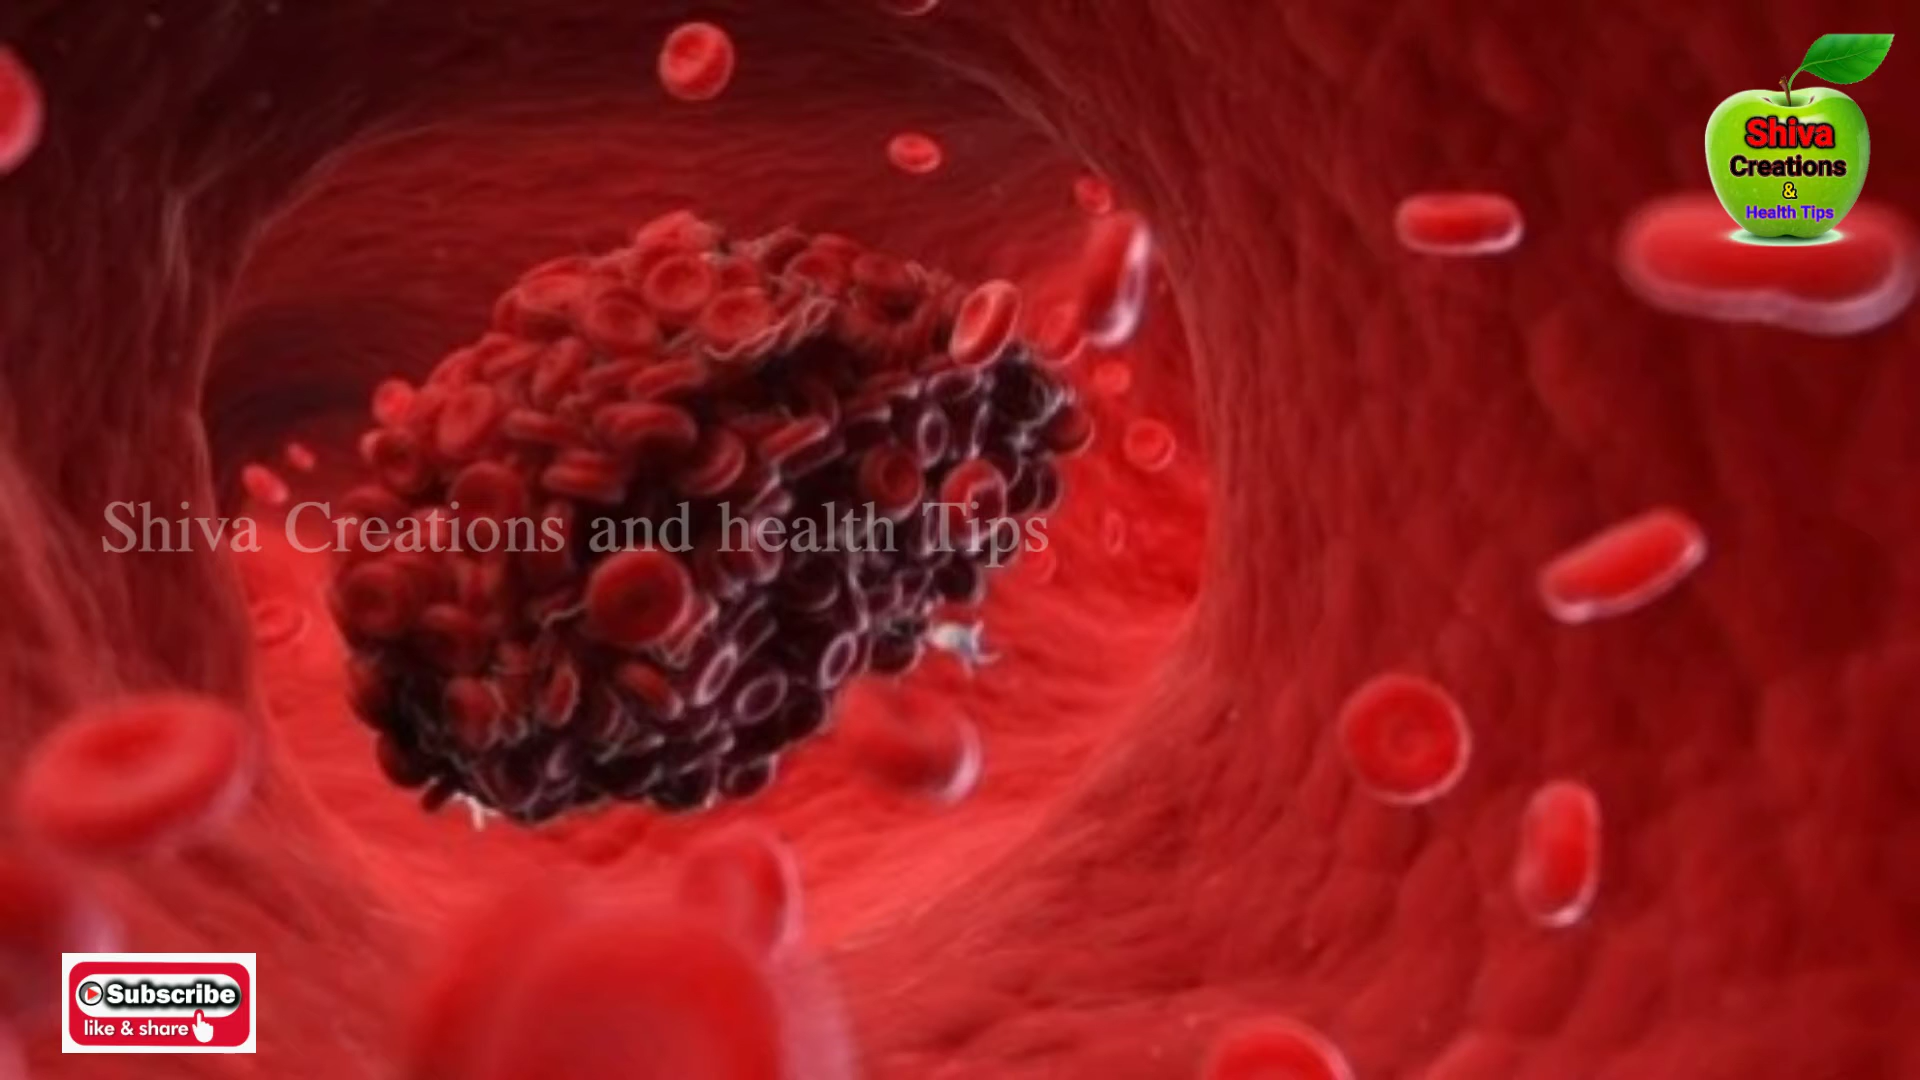 Shiva
Creations
&
Health Tips
Shiva Creations and health Tips
Subscribe
like & share